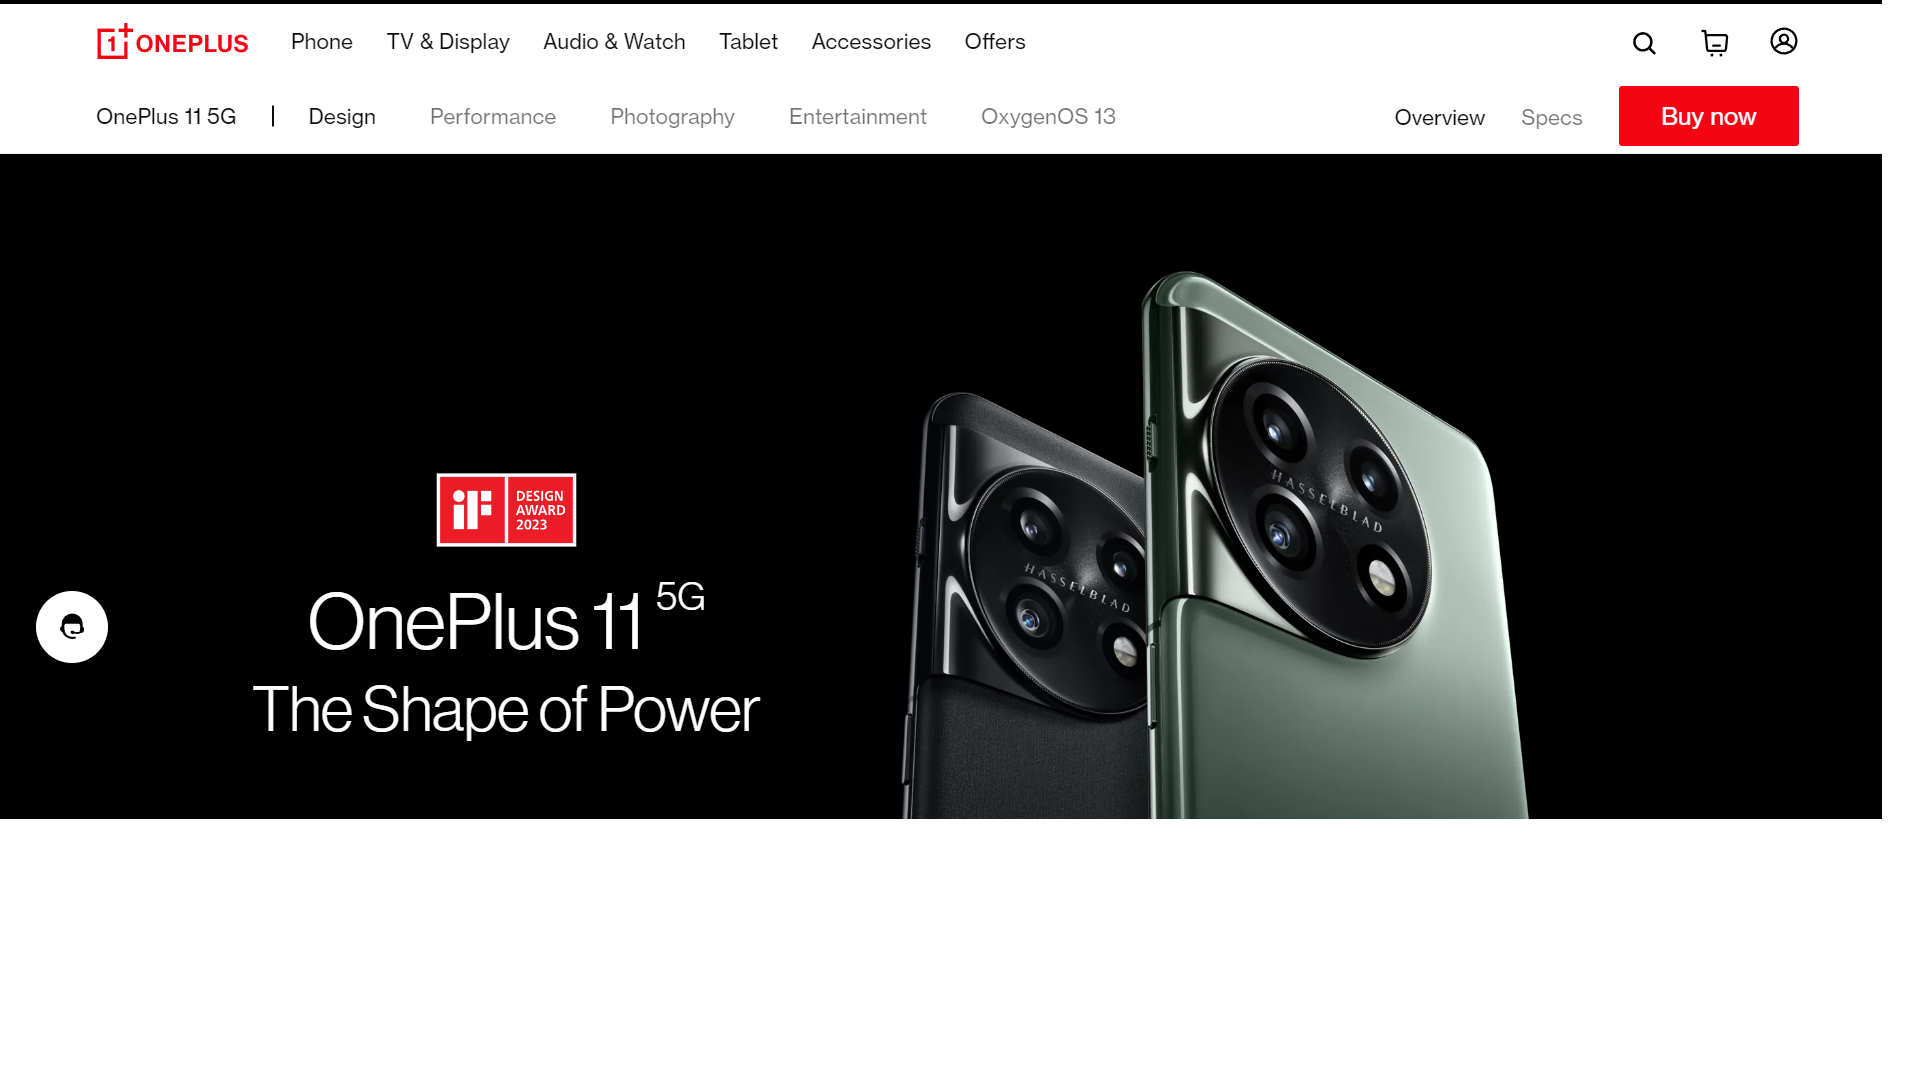 ONEPLUS
Phone TV & Display Audio & Watch Tablet Accessories Offers
OnePlus 11 5G | Design Performance Photography Entertainment OxygenOS 13 Overview Specs Buy now
HASSELBLAD
HASSELBLAD
iF DESIGN
AWARD
2023
OnePlus 11 5G
The Shape of Power